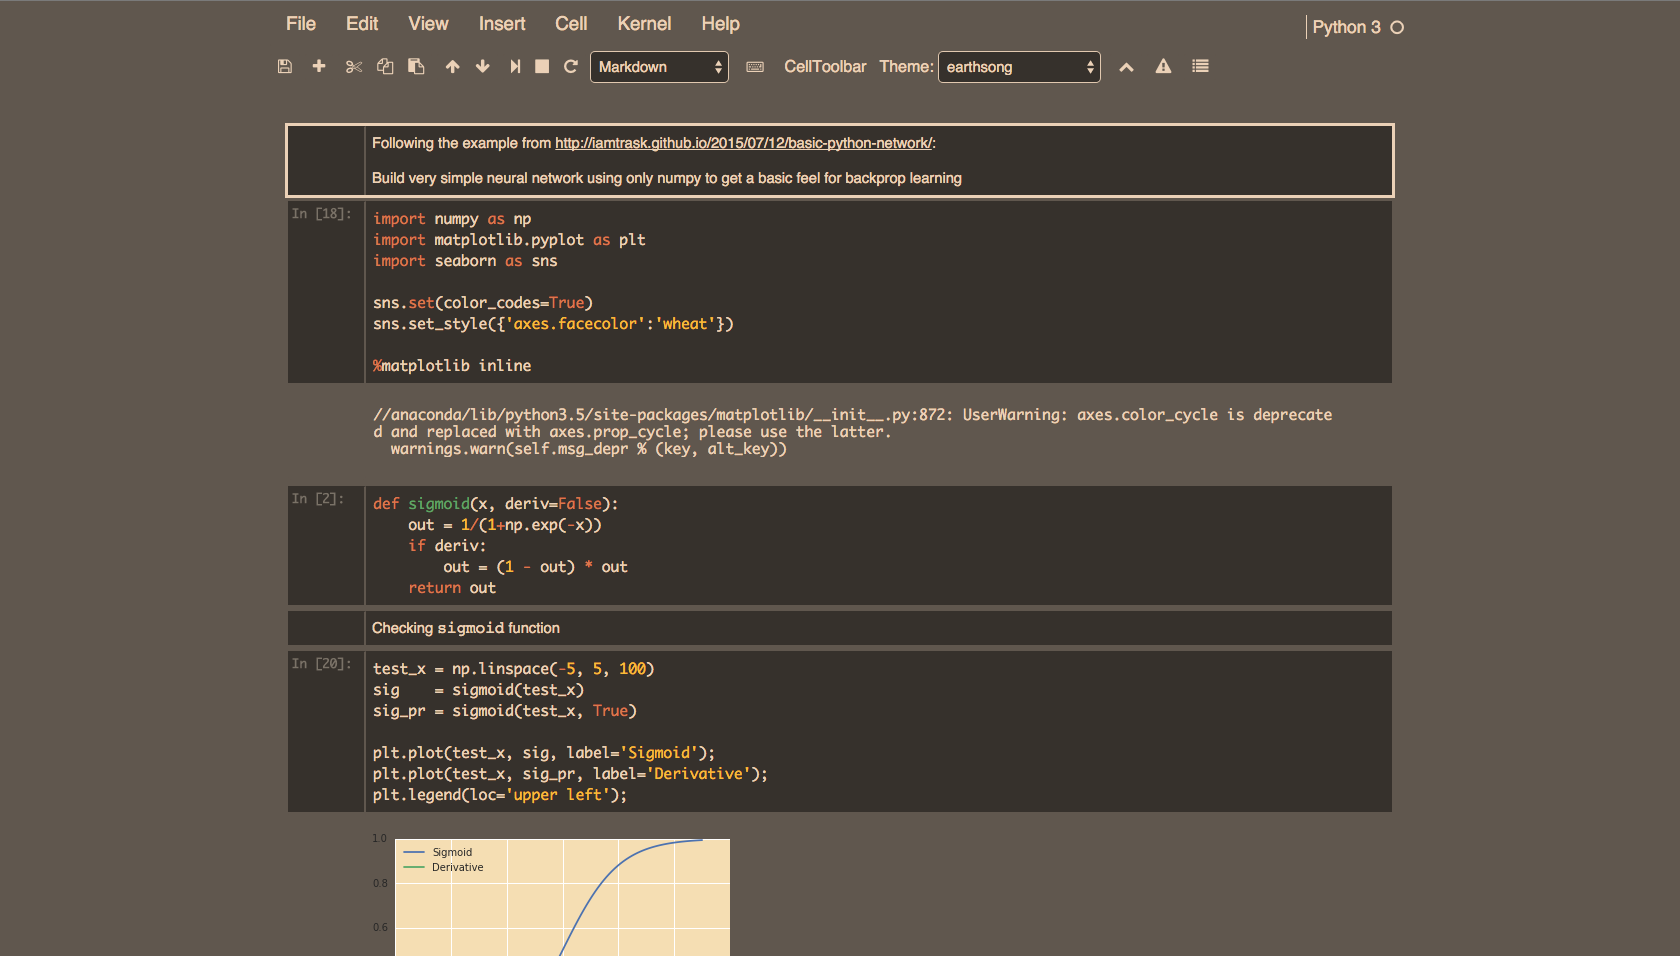 File Edit View Insert Cell Kernel Help
Python 3
Markdown CellToolbar Theme: earthsong
Following the example from http://iamtrask.github.io/2015/07/12/basic-python-network/:
Build very simple neural network using only numpy to get a basic feel for backprop learning
In [18]:
import numpy as np
import matplotlib.pyplot as plt
import seaborn as sns
sns.set(color_codes=True)
sns.set_style({'axes.facecolor':'wheat'})
%matplotlib inline
//anaconda/lib/python3.5/site-packages/matplotlib/__init__.py:872: UserWarning: axes.color_cycle is deprecate
d and replaced with axes.prop_cycle; please use the latter.
  warnings.warn(self.msg_depr % (key, alt_key))
In [2]:
def sigmoid(x, deriv=False):
    out = 1/(1+np.exp(-x))
    if deriv:
        out = (1 - out) * out
    return out
Checking sigmoid function
In [20]:
test_x = np.linspace(-5, 5, 100)
sig    = sigmoid(test_x)
sig_pr = sigmoid(test_x, True)
plt.plot(test_x, sig, label='Sigmoid');
plt.plot(test_x, sig_pr, label='Derivative');
plt.legend(loc='upper left');
1.0
Sigmoid
Derivative
0.8
0.6